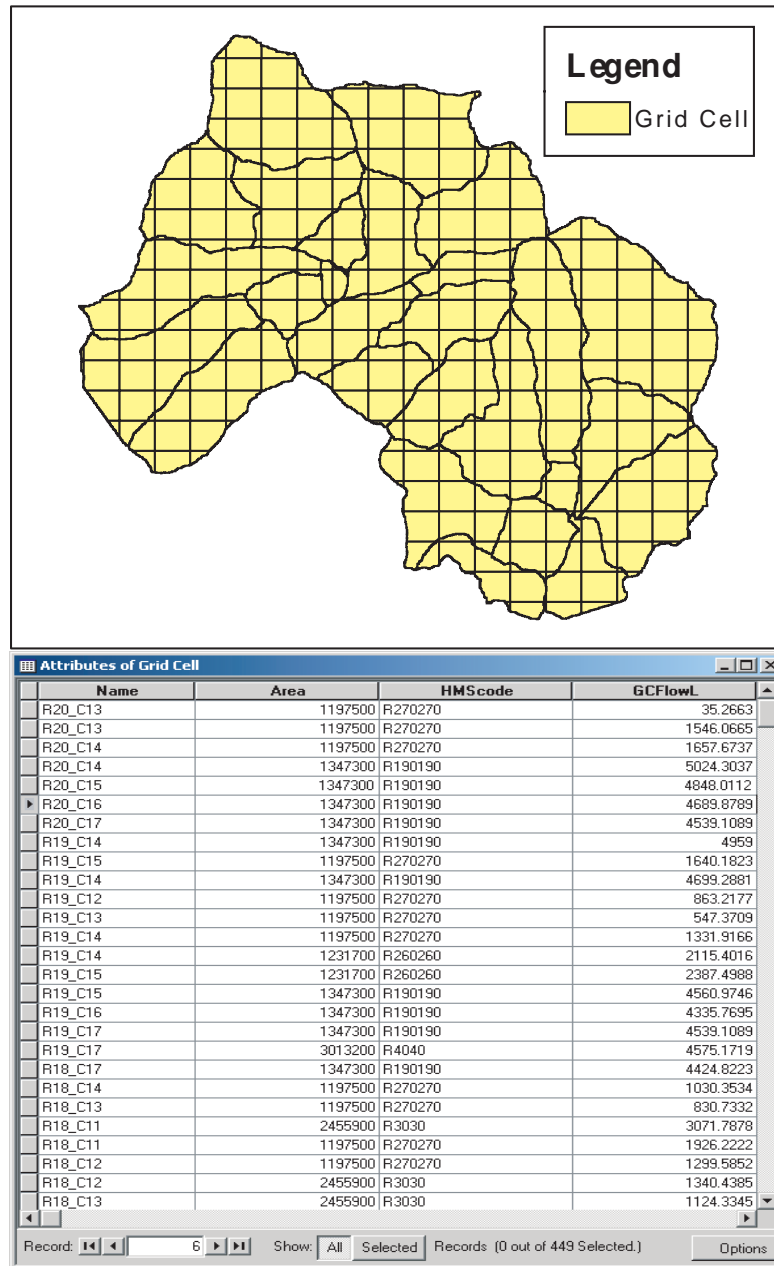 Legend
Grid Cell
Attributes of Grid Cell
Name Area HMScode GCFlowL
R20_C13 1197500 R270270 35.2663
R20_C13 1197500 R270270 1546.0665
R20_C14 1197500 R270270 1657.6737
R20_C14 1347300 R190190 5024.3037
R20_C15 1347300 R190190 4848.0112
R20_C16 1347300 R190190 4689.8789
R20_C17 1347300 R190190 4539.1089
R19_C14 1347300 R190190 4959
R19_C15 1197500 R270270 1640.1823
R19_C14 1347300 R190190 4699.2881
R19_C12 1197500 R270270 863.2177
R19_C13 1197500 R270270 547.3709
R19_C14 1197500 R270270 1331.9166
R19_C14 1231700 R260260 2115.4016
R19_C15 1231700 R260260 2387.4988
R19_C15 1347300 R190190 4560.9746
R19_C16 1347300 R190190 4335.7695
R19_C17 1347300 R190190 4539.1089
R19_C17 3013200 R4040 4575.1719
R18_C17 1347300 R190190 4424.8223
R18_C14 1197500 R270270 1030.3534
R18_C13 1197500 R270270 830.7332
R18_C11 2455900 R3030 3071.7878
R18_C11 1197500 R270270 1926.2222
R18_C12 1197500 R270270 1299.5852
R18_C12 2455900 R3030 1340.4385
R18_C13 2455900 R3030 1124.3345
Record: 6 Show: All Selected Records (0 out of 449 Selected.) Options